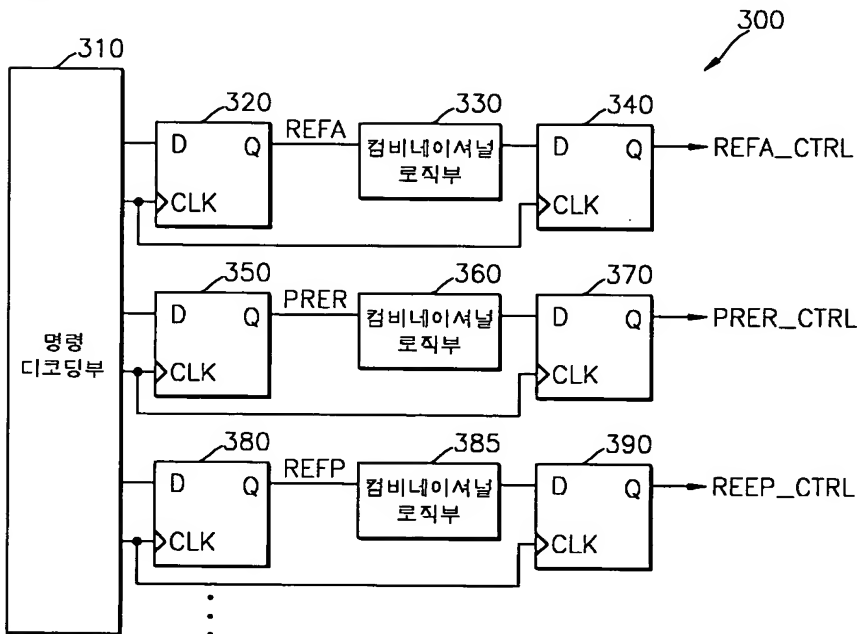 300
310
320
REFA
330
340
D Q
컴비네이셔널
로직부
D Q
REFA_CTRL
CLK
CLK
350
PRER
360
370
D Q
컴비네이셔널
로직부
D Q
PRER_CTRL
명령
디코딩부
CLK
CLK
380
REFP
385
390
D Q
컴비네이셔널
로직부
D Q
REEP_CTRL
CLK
CLK